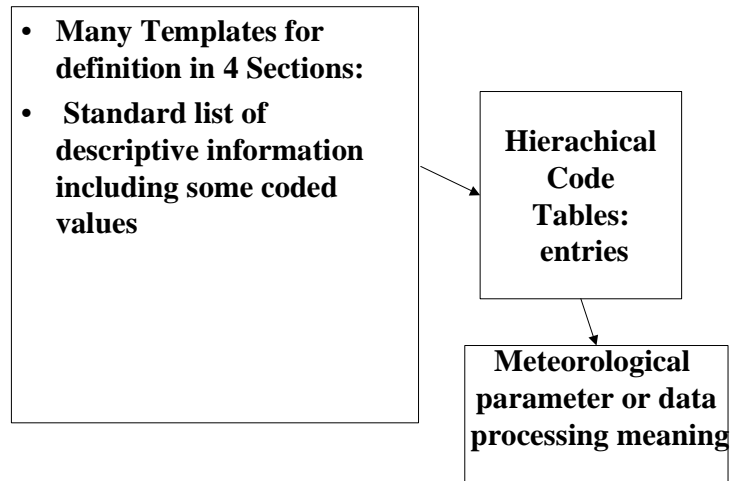 • Many Templates for
definition in 4 Sections:
• Standard list of
descriptive information
including some coded
values
Hierachical
Code
Tables:
entries
Meteorological
parameter or data
processing meaning